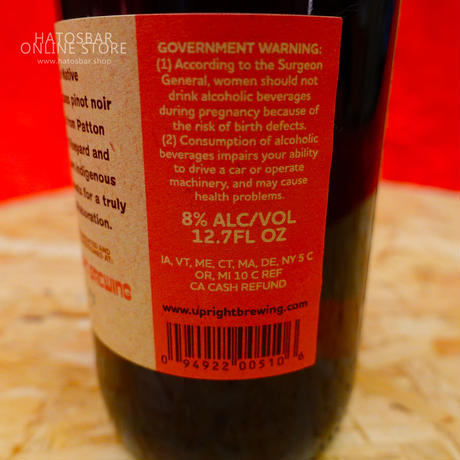 HATOSBAR
ONLINE STORE
www.hatosbar.shop
Native
pinot noir
Patton
and
indigenous
for a truly
GOVERNMENT WARNING:
(1) According to the Surgeon
General, women should not
drink alcoholic beverages
during pregnancy because of
the risk of birth defects.
(2) Consumption of alcoholic
beverages impairs your ability
to drive a car or operate
machinery, and may cause
health problems.
8% ALC/VOL
12.7FL OZ
IA, VT, ME, CT, MA, DE, NY 5 C
OR, MI 10 C REF
CA CASH REFUND
www.uprightbrewing.com
0 94922 00510 6